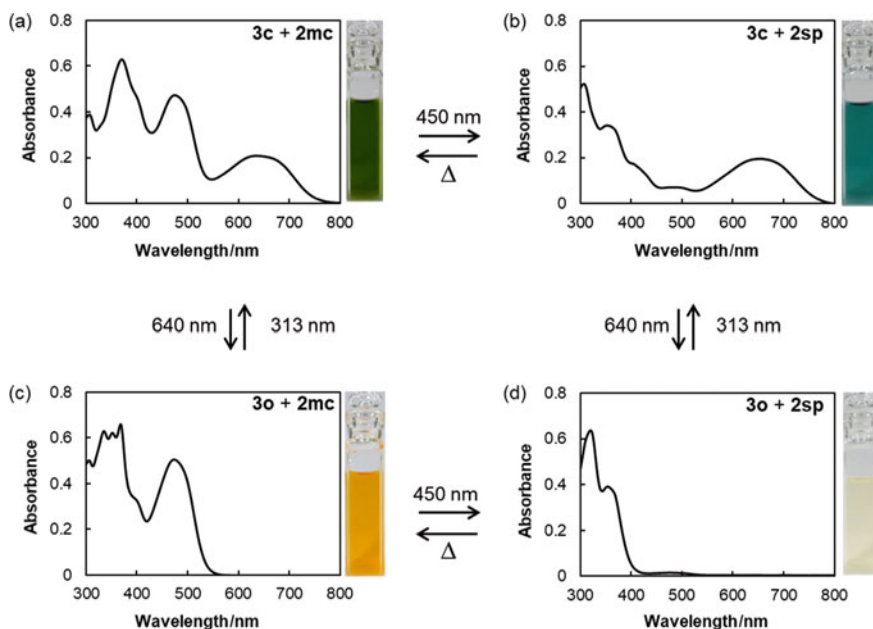 (a)
3c + 2mc
0.8
0.6
0.4
0.2
0
Absorbance
300 400 500 600 700 800
Wavelength/nm
450 nm
Δ
(b)
3c + 2sp
0.8
0.6
0.4
0.2
0
Absorbance
300 400 500 600 700 800
Wavelength/nm
640 nm 313 nm
640 nm 313 nm
(c)
3o + 2mc
0.8
0.6
0.4
0.2
0
Absorbance
300 400 500 600 700 800
Wavelength/nm
450 nm
Δ
(d)
3o + 2sp
0.8
0.6
0.4
0.2
0
Absorbance
300 400 500 600 700 800
Wavelength/nm